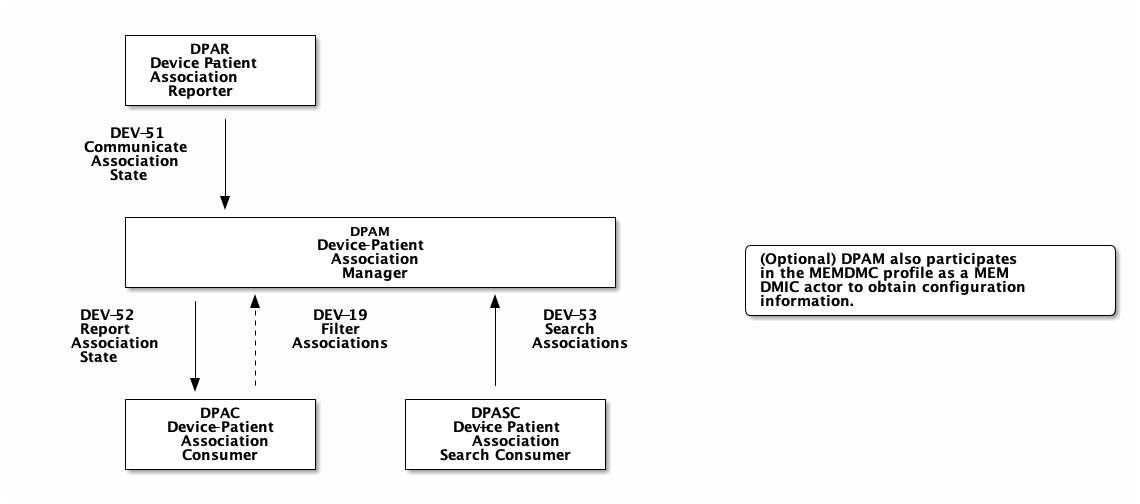 DPAR
Device-Patient
Association
Reporter
DEV-51
Communicate
Association
State
DPAM
Device-Patient
Association
Manager
(Optional) DPAM also participates
in the MEMDMC profile as a MEM
DMIC actor to obtain configuration
information.
DEV-52
Report
Association
State
DEV-19
Filter
Associations
DEV-53
Search
Associations
DPAC
Device-Patient
Association
Consumer
DPASC
Device-Patient
Association
Search Consumer